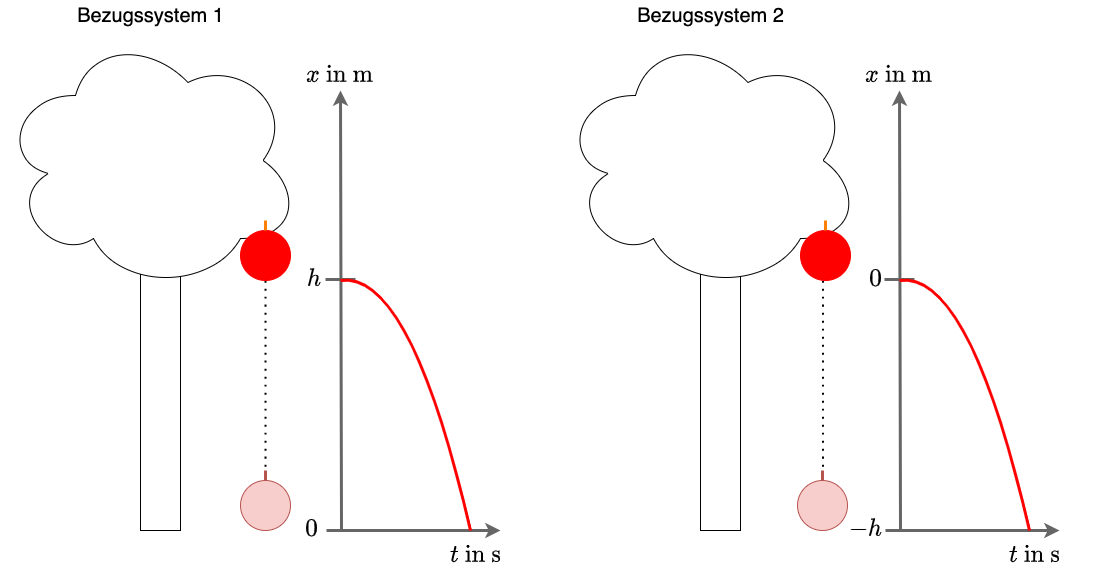 Bezugssystem 1
x in m
h
0
t in s
Bezugssystem 2
x in m
0
−h
t in s